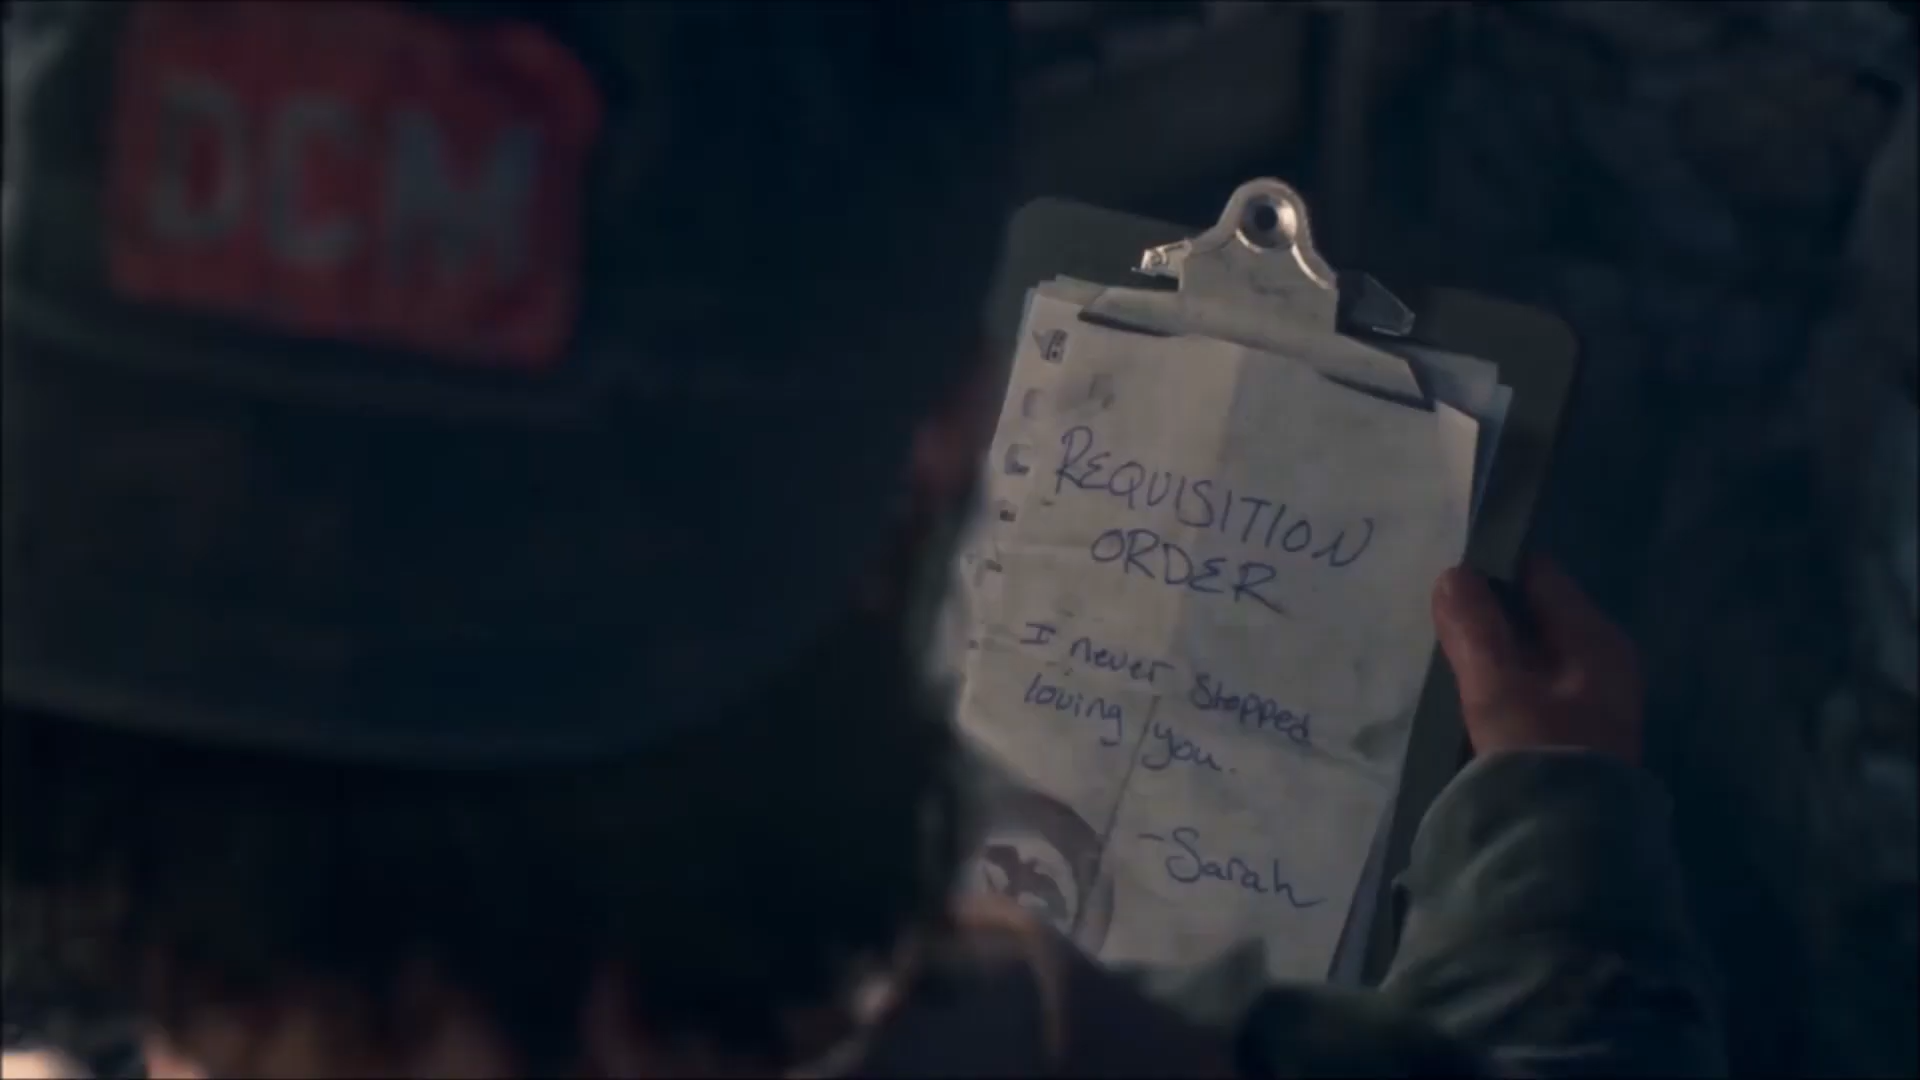 DCM
REQUISITION
ORDER
I never stopped
loving you.
-Sarah